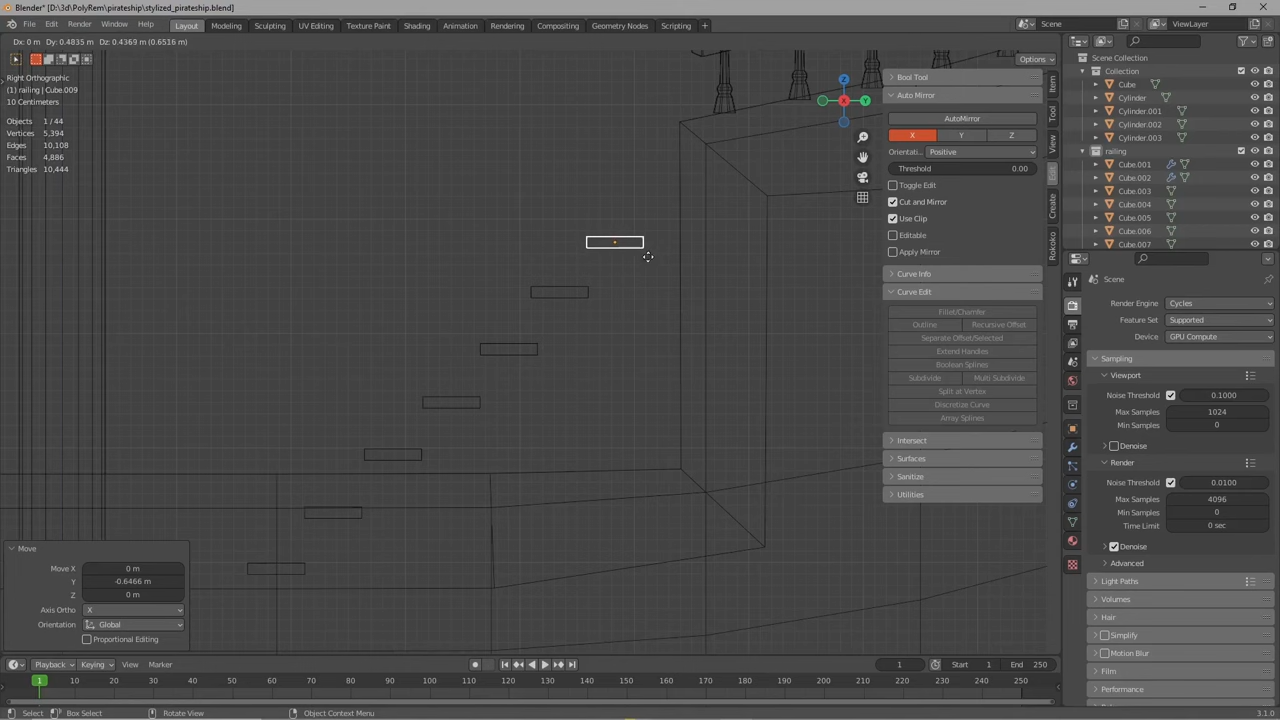 Blender* [D:\3d\PolyRem\pirateship\stylized_pirateship.blend]
File Edit Render Window Help Layout Modeling Sculpting UV Editing Texture Paint Shading Animation Rendering Compositing Geometry Nodes Scripting + Scene ViewLayer
Dx: 0 m Dy: 0.4835 m Dz: 0.4369 m (0.6516 m)
Options
Right Orthographic
(1) railing | Cube.009
10 Centimeters
Objects 1 / 44
Vertices 5,394
Edges 10,108
Faces 4,886
Triangles 10,444
Z
Y
X
Bool Tool
Auto Mirror
AutoMirror
X Y Z
Orientati.. Positive
Threshold 0.00
Toggle Edit
Cut and Mirror
Use Clip
Editable
Apply Mirror
Curve Info
Curve Edit
Fillet/Chamfer
Outline Recursive Offset
Separate Offset/Selected
Extend Handles
Boolean Splines
Subdivide Multi Subdivide
Split at Vertex
Discretize Curve
Array Splines
Intersect
Surfaces
Sanitize
Utilities
Item
Tool
View
Edit
Create
Rokoko
Scene Collection
Collection
Cube
Cylinder
Cylinder.001
Cylinder.002
Cylinder.003
railing
Cube.001
Cube.002
Cube.003
Cube.004
Cube.005
Cube.006
Cube.007
Scene
Render Engine Cycles
Feature Set Supported
Device GPU Compute
Sampling
Viewport
Noise Threshold 0.1000
Max Samples 1024
Min Samples 0
Denoise
Render
Noise Threshold 0.0100
Max Samples 4096
Min Samples 0
Time Limit 0 sec
Denoise
Advanced
Light Paths
Volumes
Hair
Simplify
Motion Blur
Film
Performance
Move
Move X 0 m
Y -0.6466 m
Z 0 m
Axis Ortho X
Orientation Global
Proportional Editing
Playback Keying View Marker 1 Start 1 End 250
1 10 20 30 40 50 60 70 80 90 100 110 120 130 140 150 160 170 180 190 200 210 220 230 240 250
Select Box Select Rotate View Object Context Menu 3.1.0